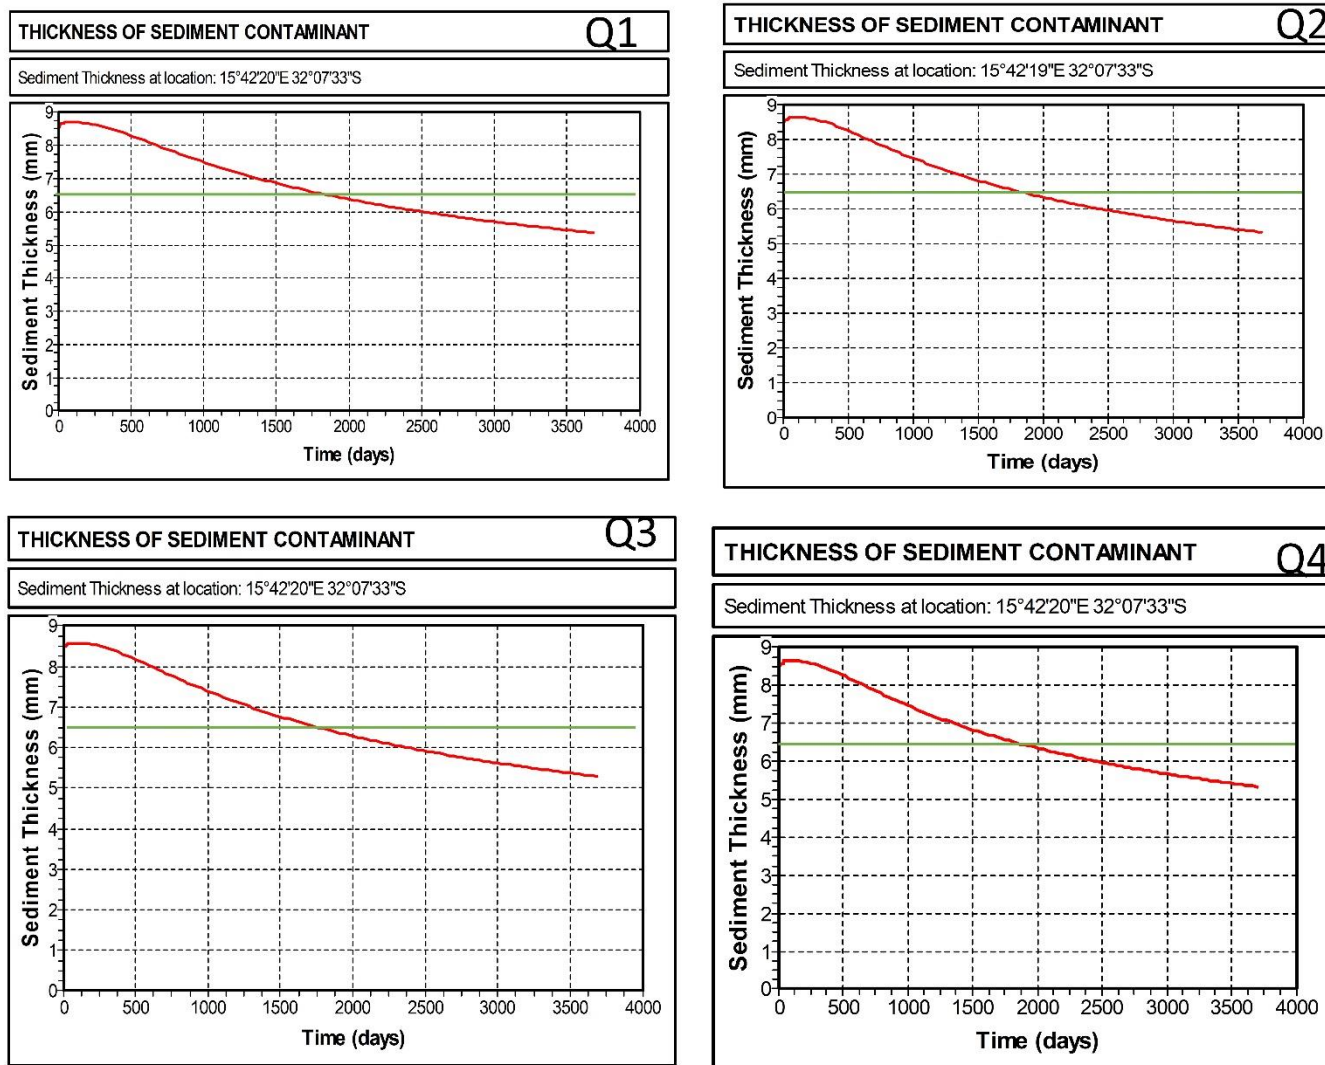 THICKNESS OF SEDIMENT CONTAMINANT Q1
Sediment Thickness at location: 15°42'20"E 32°07'33"S
Sediment Thickness (mm)
9
8
7
6
5
4
3
2
1
0
0 500 1000 1500 2000 2500 3000 3500 4000
Time (days)
THICKNESS OF SEDIMENT CONTAMINANT Q2
Sediment Thickness at location: 15°42'19"E 32°07'33"S
Sediment Thickness (mm)
9
8
7
6
5
4
3
2
1
0
0 500 1000 1500 2000 2500 3000 3500 4000
Time (days)
THICKNESS OF SEDIMENT CONTAMINANT Q3
Sediment Thickness at location: 15°42'20"E 32°07'33"S
Sediment Thickness (mm)
9
8
7
6
5
4
3
2
1
0
0 500 1000 1500 2000 2500 3000 3500 4000
Time (days)
THICKNESS OF SEDIMENT CONTAMINANT Q4
Sediment Thickness at location: 15°42'20"E 32°07'33"S
Sediment Thickness (mm)
9
8
7
6
5
4
3
2
1
0
0 500 1000 1500 2000 2500 3000 3500 4000
Time (days)